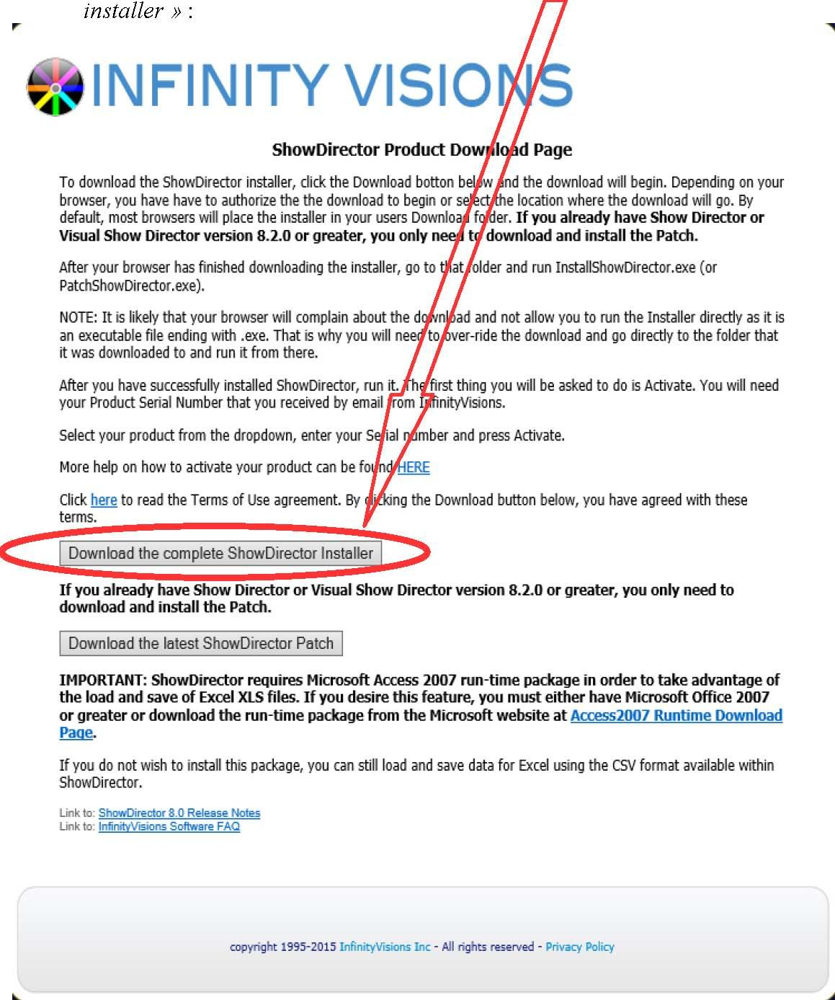 installer » :
INFINITY VISIONS
ShowDirector Product Download Page
To download the ShowDirector installer, click the Download botton below and the download will begin. Depending on your
browser, you have have to authorize the the download to begin or select the location where the download will go. By
default, most browsers will place the installer in your users Download folder. If you already have Show Director or
Visual Show Director version 8.2.0 or greater, you only need to download and install the Patch.
After your browser has finished downloading the installer, go to that folder and run InstallShowDirector.exe (or
PatchShowDirector.exe).
NOTE: It is likely that your browser will complain about the download and not allow you to run the Installer directly as it is
an executable file ending with .exe. That is why you will need to over-ride the download and go directly to the folder that
it was downloaded to and run it from there.
After you have successfully installed ShowDirector, run it. The first thing you will be asked to do is Activate. You will need
your Product Serial Number that you received by email from InfinityVisions.
Select your product from the dropdown, enter your Serial number and press Activate.
More help on how to activate your product can be found HERE
Click here to read the Terms of Use agreement. By clicking the Download button below, you have agreed with these
terms.
Download the complete ShowDirector Installer
If you already have Show Director or Visual Show Director version 8.2.0 or greater, you only need to
download and install the Patch.
Download the latest ShowDirector Patch
IMPORTANT: ShowDirector requires Microsoft Access 2007 run-time package in order to take advantage of
the load and save of Excel XLS files. If you desire this feature, you must either have Microsoft Office 2007
or greater or download the run-time package from the Microsoft website at Access2007 Runtime Download
Page.
If you do not wish to install this package, you can still load and save data for Excel using the CSV format available within
ShowDirector.
Link to: ShowDirector 8.0 Release Notes
Link to: InfinityVisions Software FAQ
copyright 1995-2015 InfinityVisions Inc - All rights reserved - Privacy Policy